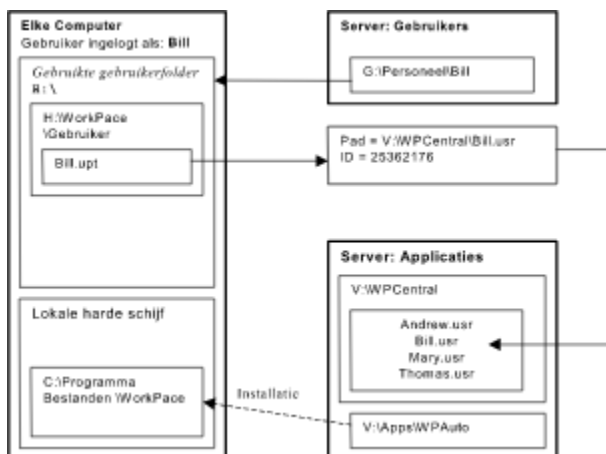 Elke Computer
Gebruiker ingelogt als: Bill
Gebruikte gebruikerfolder
H:\
H:\WorkPace
\Gebruiker
Bill.upt
Lokale harde schijf
C:\Programma
Bestanden \WorkPace
Installatie
Server: Gebruikers
G:\Personeel\Bill
Pad = V:\WPCentral\Bill.usr
ID = 25362176
Server: Applicaties
V:\WPCentral
Andrew.usr
Bill.usr
Mary.usr
Thomas.usr
V:\Apps\WPAuto